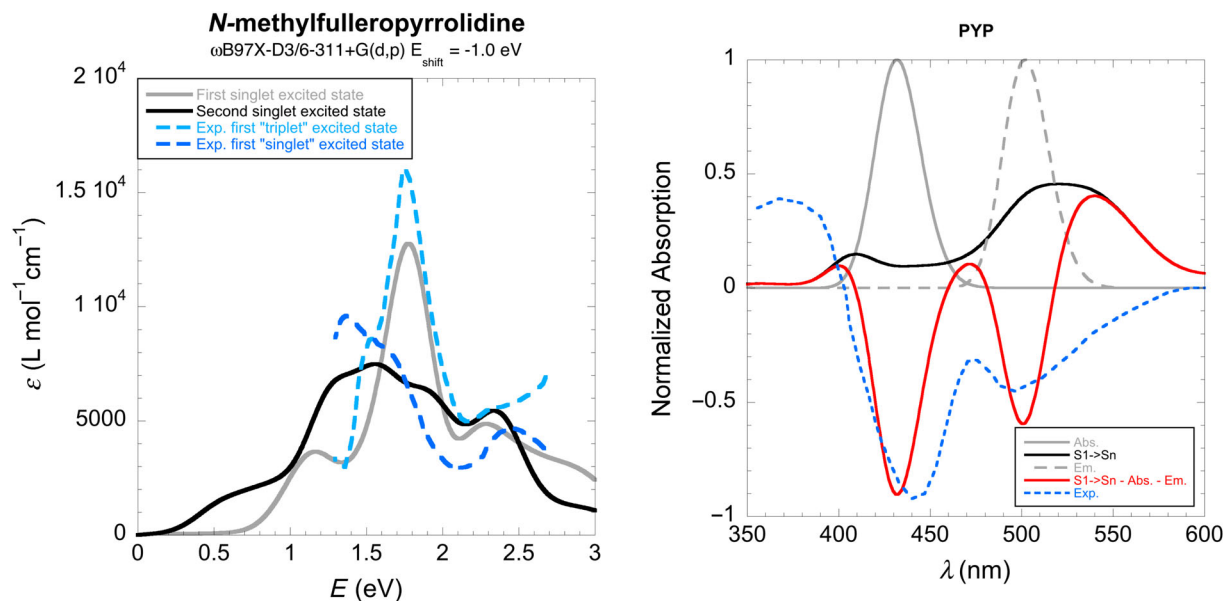 N-methylfulleropyrrolidine
ωB97X-D3/6-311+G(d,p) E_shift = -1.0 eV
2 10⁴
1.5 10⁴
1 10⁴
5000
0
ε (L mol⁻¹cm⁻¹)
First singlet excited state
Second singlet excited state
Exp. first "triplet" excited state
Exp. first "singlet" excited state
0 0.5 1 1.5 2 2.5 3
E (eV)
PYP
1
0.5
0
−0.5
−1
Normalized Absorption
Abs.
S1->Sn
Em.
S1->Sn - Abs. - Em.
Exp.
350 400 450 500 550 600
λ (nm)